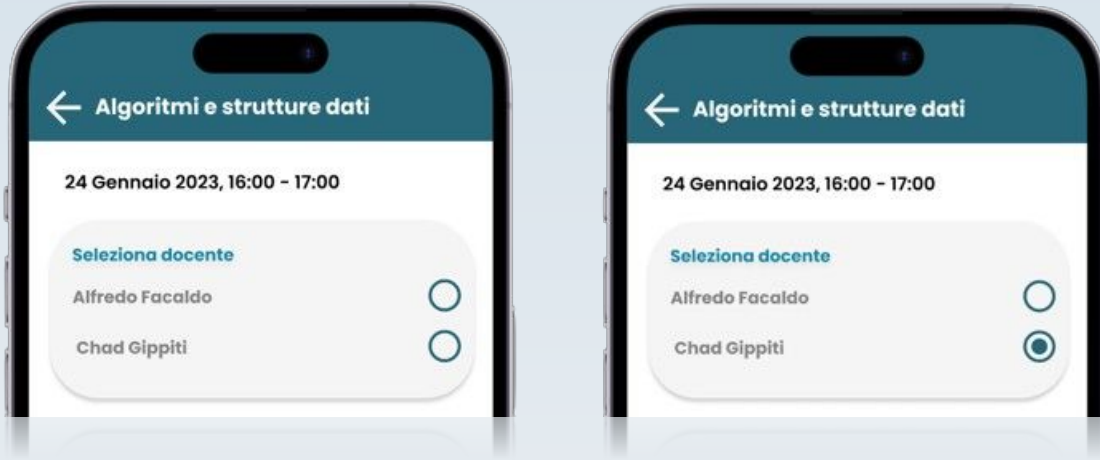 Algoritmi e strutture dati
24 Gennaio 2023, 16:00 - 17:00
Seleziona docente
Alfredo Facaldo
Chad Gippiti
Algoritmi e strutture dati
24 Gennaio 2023, 16:00 - 17:00
Seleziona docente
Alfredo Facaldo
Chad Gippiti